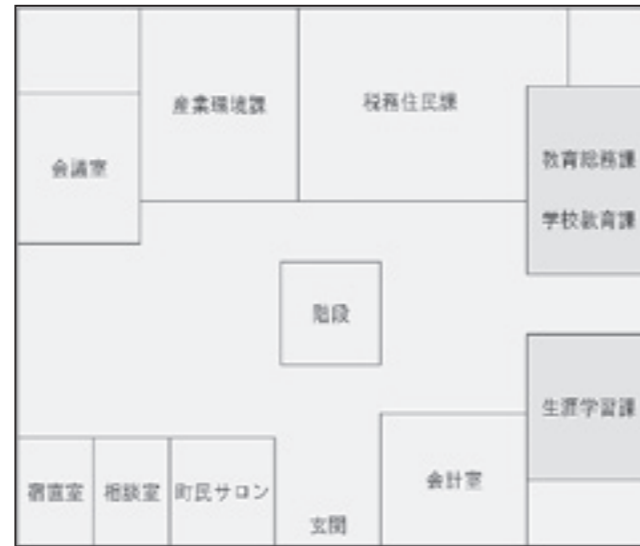 産業環境課
税務住民課
会議室
教育総務課
学校教育課
階段
生涯学習課
宿直室
相談室
町民サロン
会計室
玄関